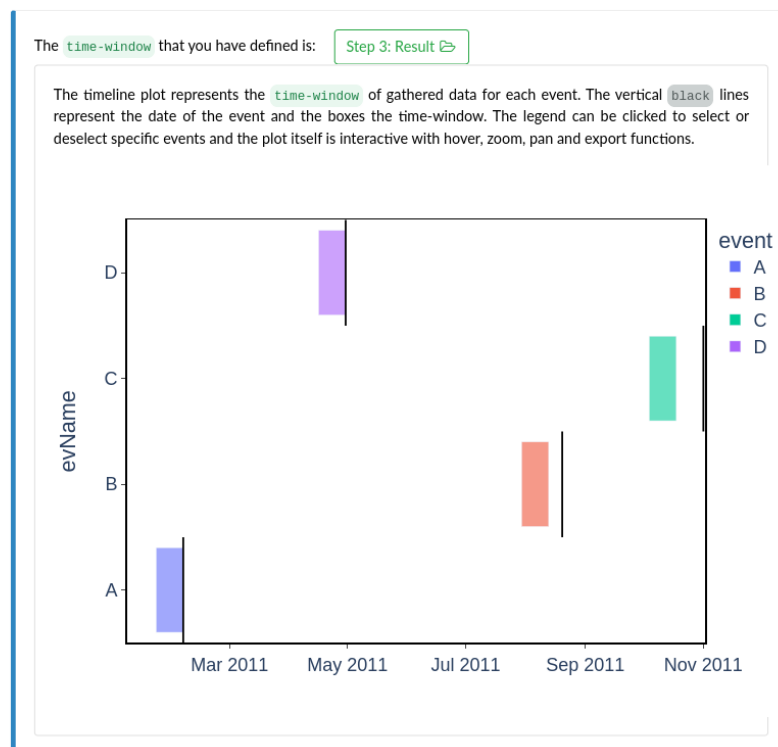 The time-window that you have defined is: Step 3: Result
The timeline plot represents the time-window of gathered data for each event. The vertical black lines
represent the date of the event and the boxes the time-window. The legend can be clicked to select or
deselect specific events and the plot itself is interactive with hover, zoom, pan and export functions.
event
A
B
C
D
evName
D
C
B
A
Mar 2011 May 2011 Jul 2011 Sep 2011 Nov 2011